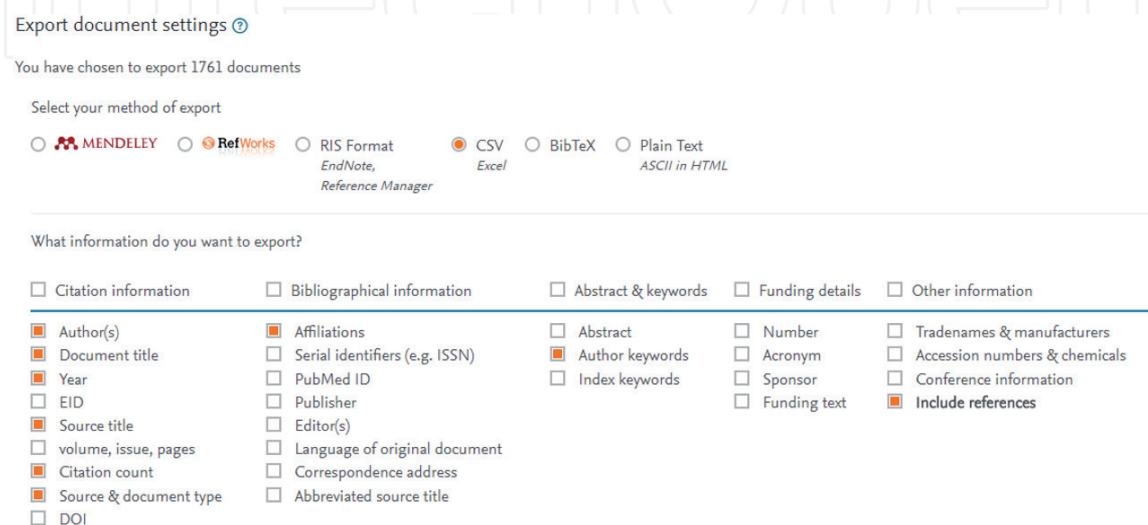 Export document settings ?
You have chosen to export 1761 documents
Select your method of export
MENDELEY RefWorks RIS Format CSV BibTeX Plain Text
EndNote, Excel ASCII in HTML
Reference Manager
What information do you want to export?
Citation information Bibliographical information Abstract & keywords Funding details Other information
Author(s) Affiliations Abstract Number Tradenames & manufacturers
Document title Serial identifiers (e.g. ISSN) Author keywords Acronym Accession numbers & chemicals
Year PubMed ID Index keywords Sponsor Conference information
EID Publisher Funding text Include references
Source title Editor(s)
volume, issue, pages Language of original document
Citation count Correspondence address
Source & document type Abbreviated source title
DOI